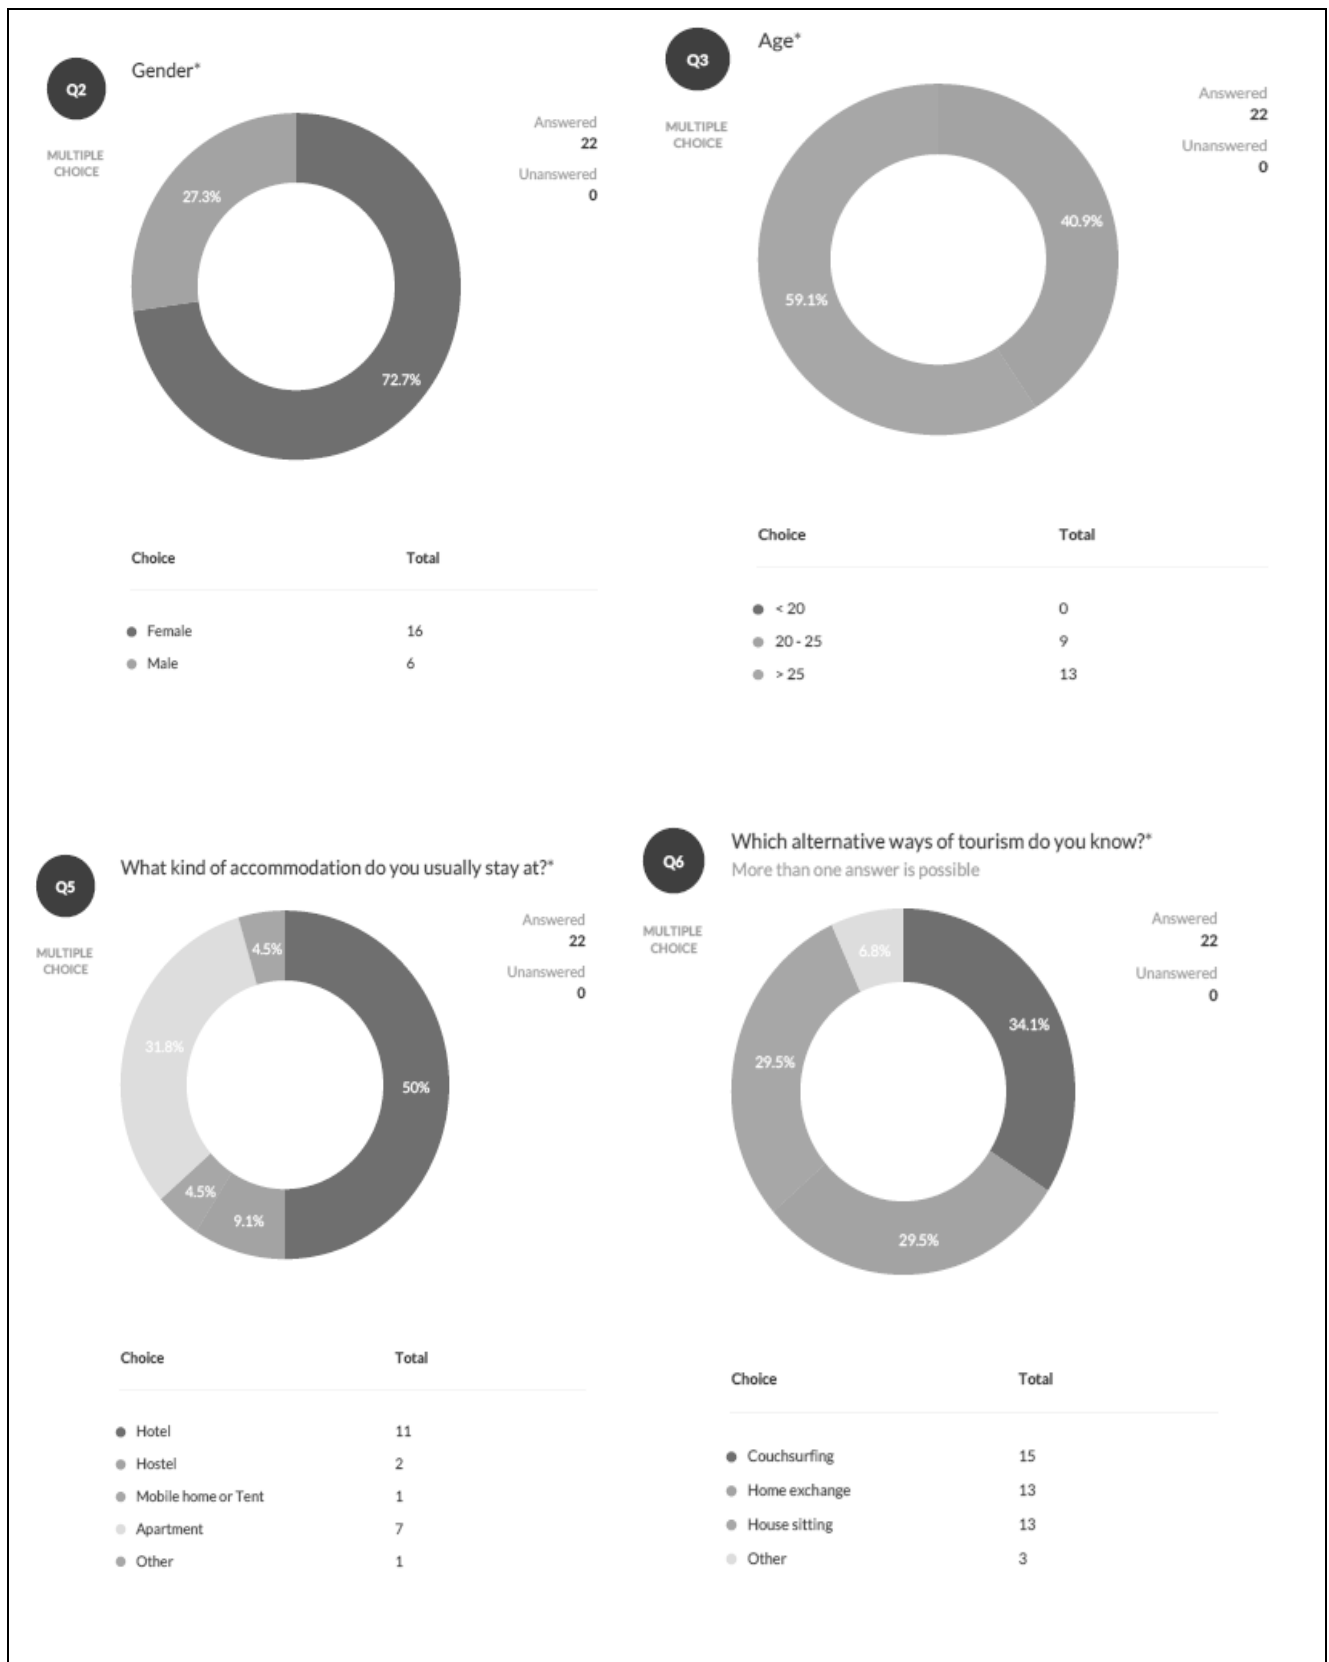 Q2
Gender*
MULTIPLE
CHOICE
Answered
22
Unanswered
0
27.3%
72.7%
Choice Total
Female 16
Male 6
Q3
Age*
MULTIPLE
CHOICE
Answered
22
Unanswered
0
40.9%
59.1%
Choice Total
< 20 0
20 - 25 9
> 25 13
Q5
What kind of accommodation do you usually stay at?*
MULTIPLE
CHOICE
Answered
22
Unanswered
0
4.5%
31.8%
50%
4.5%
9.1%
Choice Total
Hotel 11
Hostel 2
Mobile home or Tent 1
Apartment 7
Other 1
Q6
Which alternative ways of tourism do you know?*
More than one answer is possible
MULTIPLE
CHOICE
Answered
22
Unanswered
0
6.8%
34.1%
29.5%
29.5%
Choice Total
Couchsurfing 15
Home exchange 13
House sitting 13
Other 3